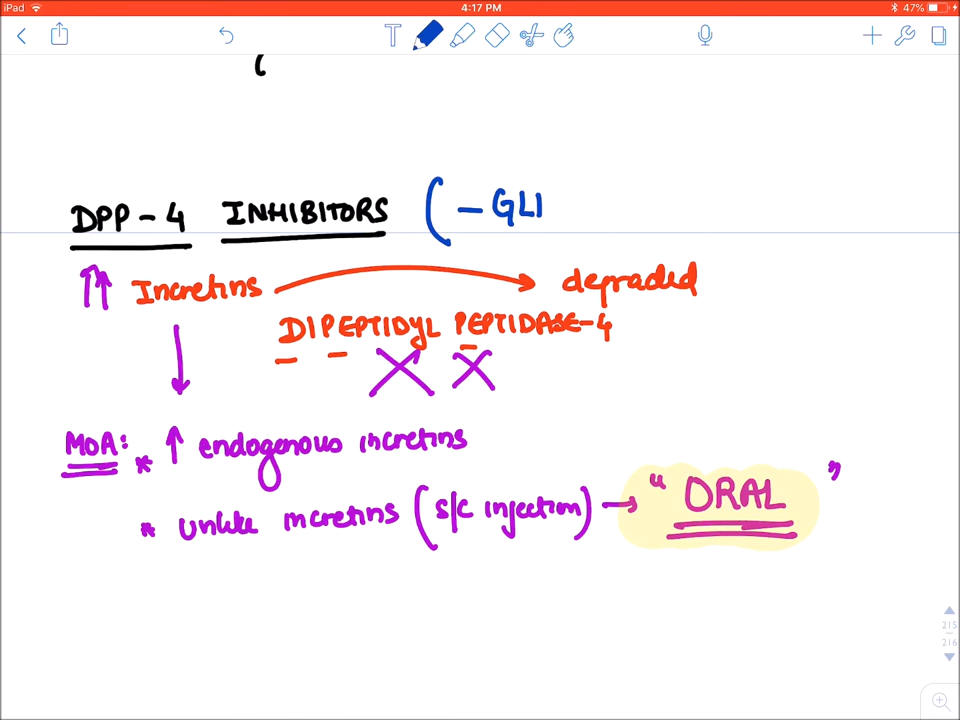 iPad 4:17 PM 47%
T
(
DPP-4 INHIBITORS (-GLI
↑↑ Incretins → degraded
DIPEPTIDYL PEPTIDASE-4
MOA: * ↑ endogenous incretins
* unlike incretins (s/c injection) → "ORAL"
215
216